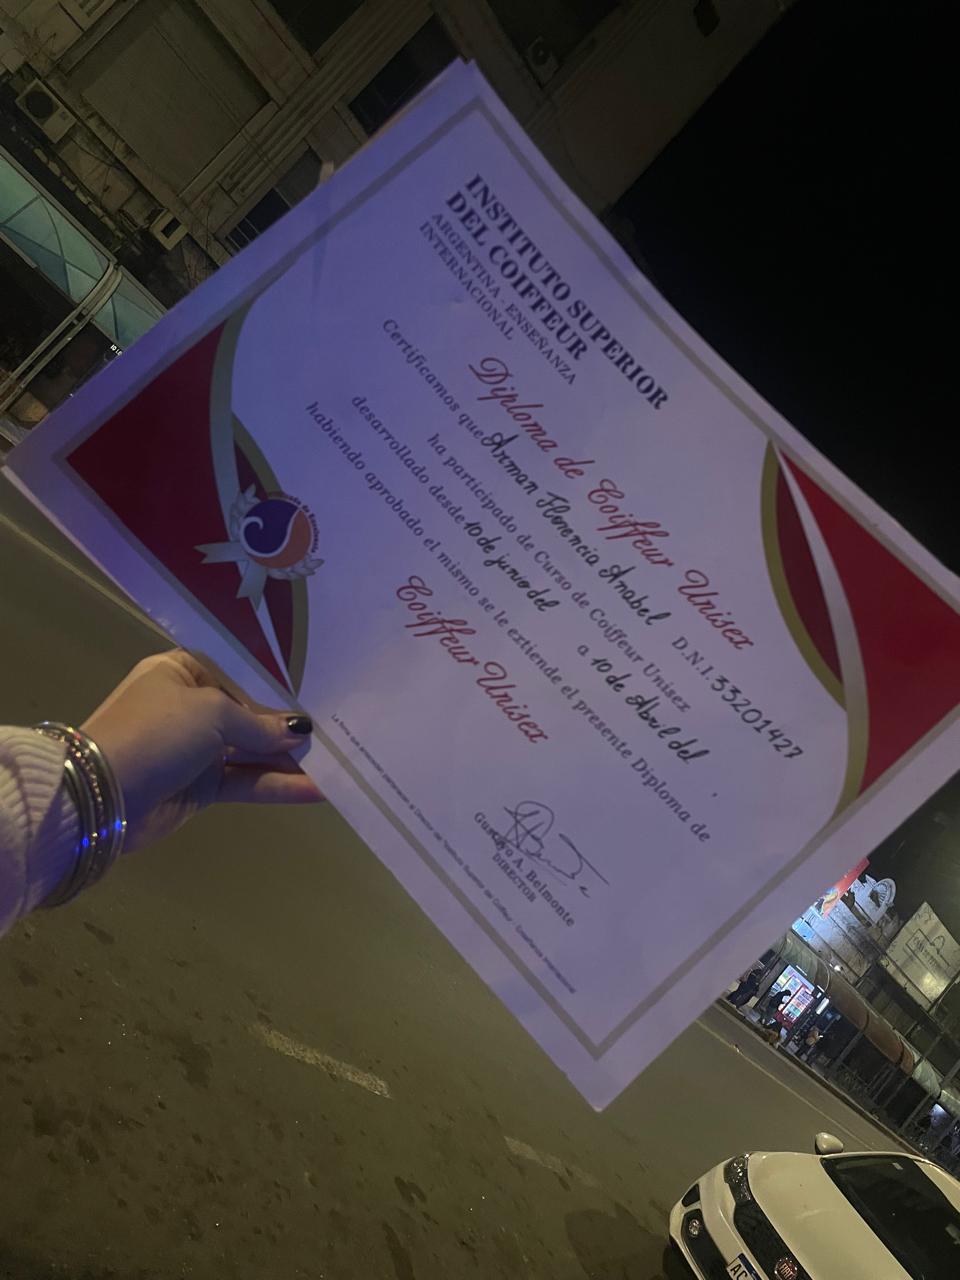 INSTITUTO SUPERIOR
DEL COIFFEUR
ARGENTINA - ENSEÑANZA
INTERNACIONAL
Diploma de Coiffeur Unisex
Certificamos que Arman Florencia Anabel D.N.I. 33201427
ha participado de Curso de Coiffeur Unisex
desarrollado desde 10 de junio del a 10 de Abril del
habiendo aprobado el mismo se le extiende el presente Diploma de
Coiffeur Unisex
Gustavo A. Belmonte
DIRECTOR
FIAT
AC